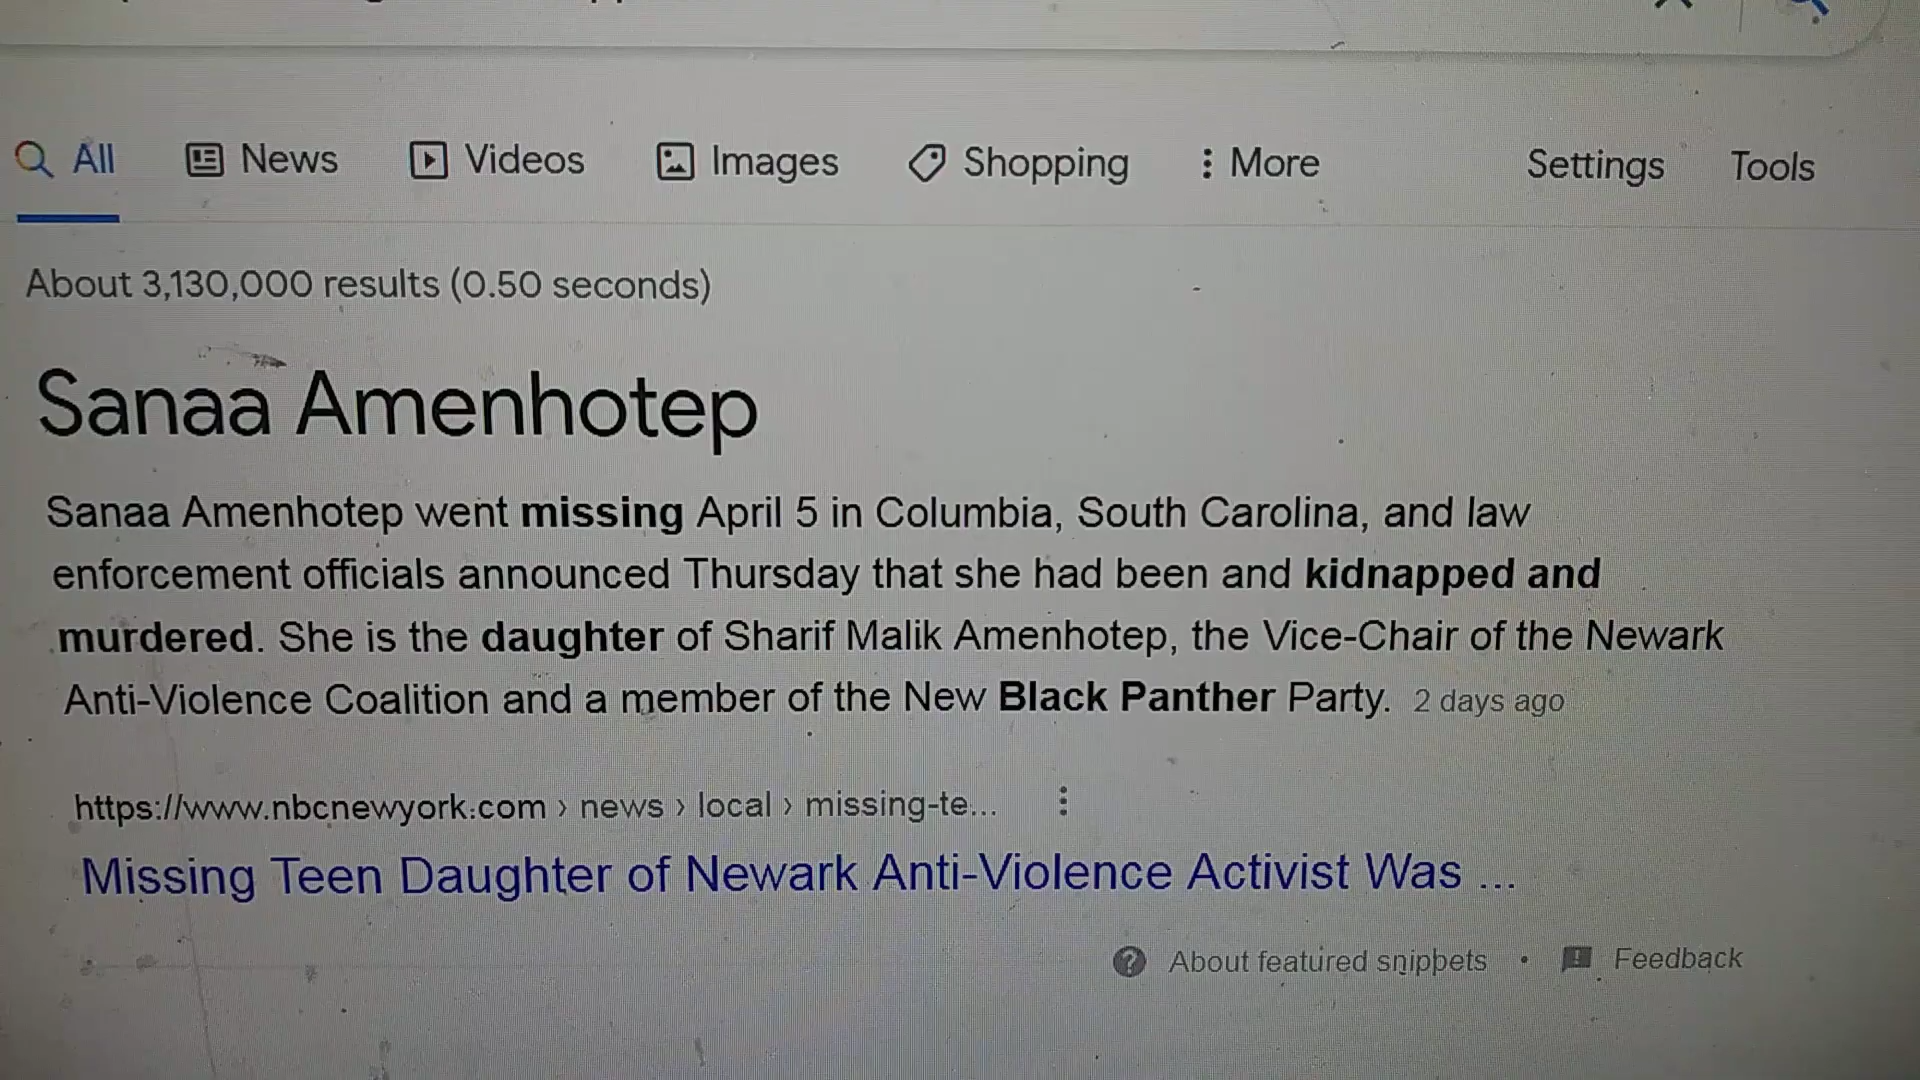 All News Videos Images Shopping More Settings Tools
About 3,130,000 results (0.50 seconds)
Sanaa Amenhotep
Sanaa Amenhotep went missing April 5 in Columbia, South Carolina, and law
enforcement officials announced Thursday that she had been and kidnapped and
murdered. She is the daughter of Sharif Malik Amenhotep, the Vice-Chair of the Newark
Anti-Violence Coalition and a member of the New Black Panther Party. 2 days ago
https://www.nbcnewyork.com › news › local › missing-te...
Missing Teen Daughter of Newark Anti-Violence Activist Was ...
About featured snippets • Feedback